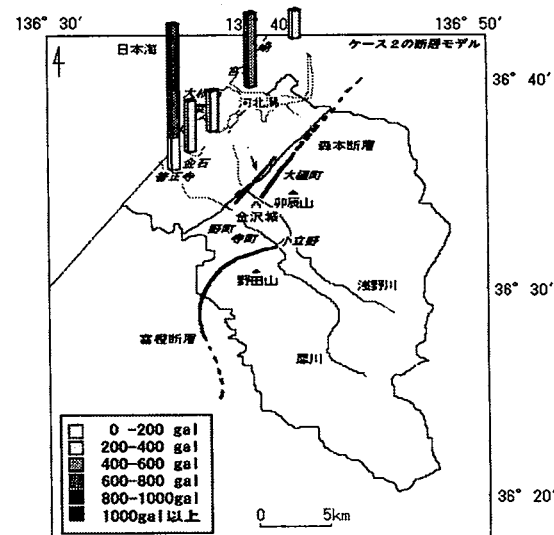 136° 30'
40'
136° 50'
日本海
ケース2の断層モデル
36° 40'
河北潟
森本断層
金石
大樋町
普正寺
卯辰山
金沢城
野町
寺町
小立野
野田山
浅野川
36° 30'
富樫断層
犀川
0 -200 gal
200-400 gal
400-600 gal
600-800 gal
800-1000gal
1000gal以上
0 5km
36° 20'